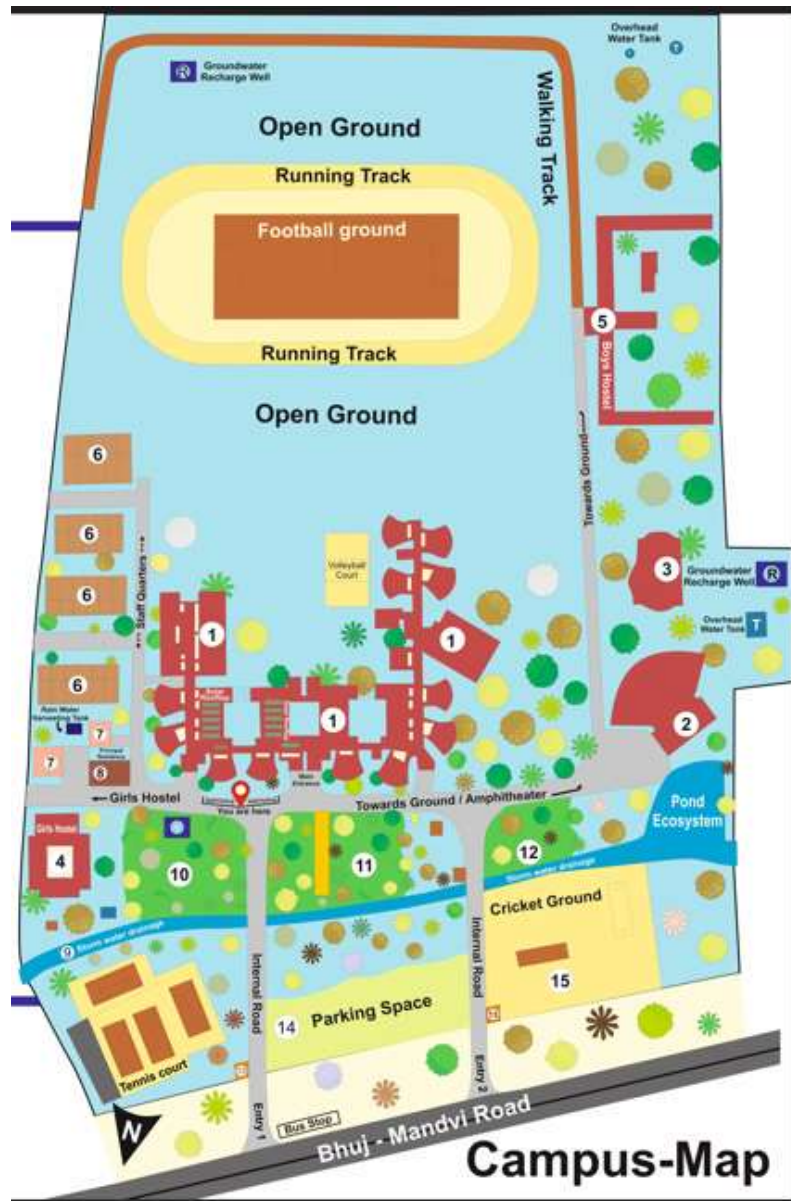 Overhead
Water Tank
T
R
Groundwater
Recharge Well
Walking Track
Open Ground
Running Track
Football ground
5
Boys Hostel
Running Track
Open Ground
Towards Ground
6
6
6
6
Staff Quarters
Volleyball
Court
3
Groundwater
Recharge Well
R
Overhead
Water Tank
T
1
1
1
2
Rain Water
Harvesting Tank
7
7
8
Main
Entrance
Girls Hostel
You are here
Towards Ground / Amphitheater
Pond
Ecosystem
Girls Hostel
4
10
11
12
Storm water drainage
9
Storm water drainage
Cricket Ground
15
Internal Road
Internal Road
14
Parking Space
Tennis court
Entry 1
Entry 2
Bus Stop
N
Bhuj - Mandvi Road
Campus-Map